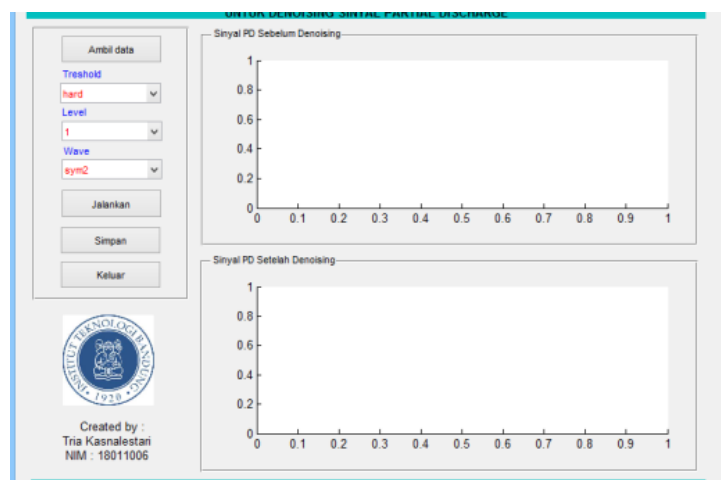 UNTUK DENOISING SINYAL PARTIAL DISCHARGE
Ambil data
Treshold
hard
Level
1
Wave
sym2
Jalankan
Simpan
Keluar
Sinyal PD Sebelum Denoising
1
0.8
0.6
0.4
0.2
0
0 0.1 0.2 0.3 0.4 0.5 0.6 0.7 0.8 0.9 1
Sinyal PD Setelah Denoising
1
0.8
0.6
0.4
0.2
0
0 0.1 0.2 0.3 0.4 0.5 0.6 0.7 0.8 0.9 1
INSTITUT TEKNOLOGI BANDUNG
1920
Created by :
Tria Kasnalestari
NIM : 18011006